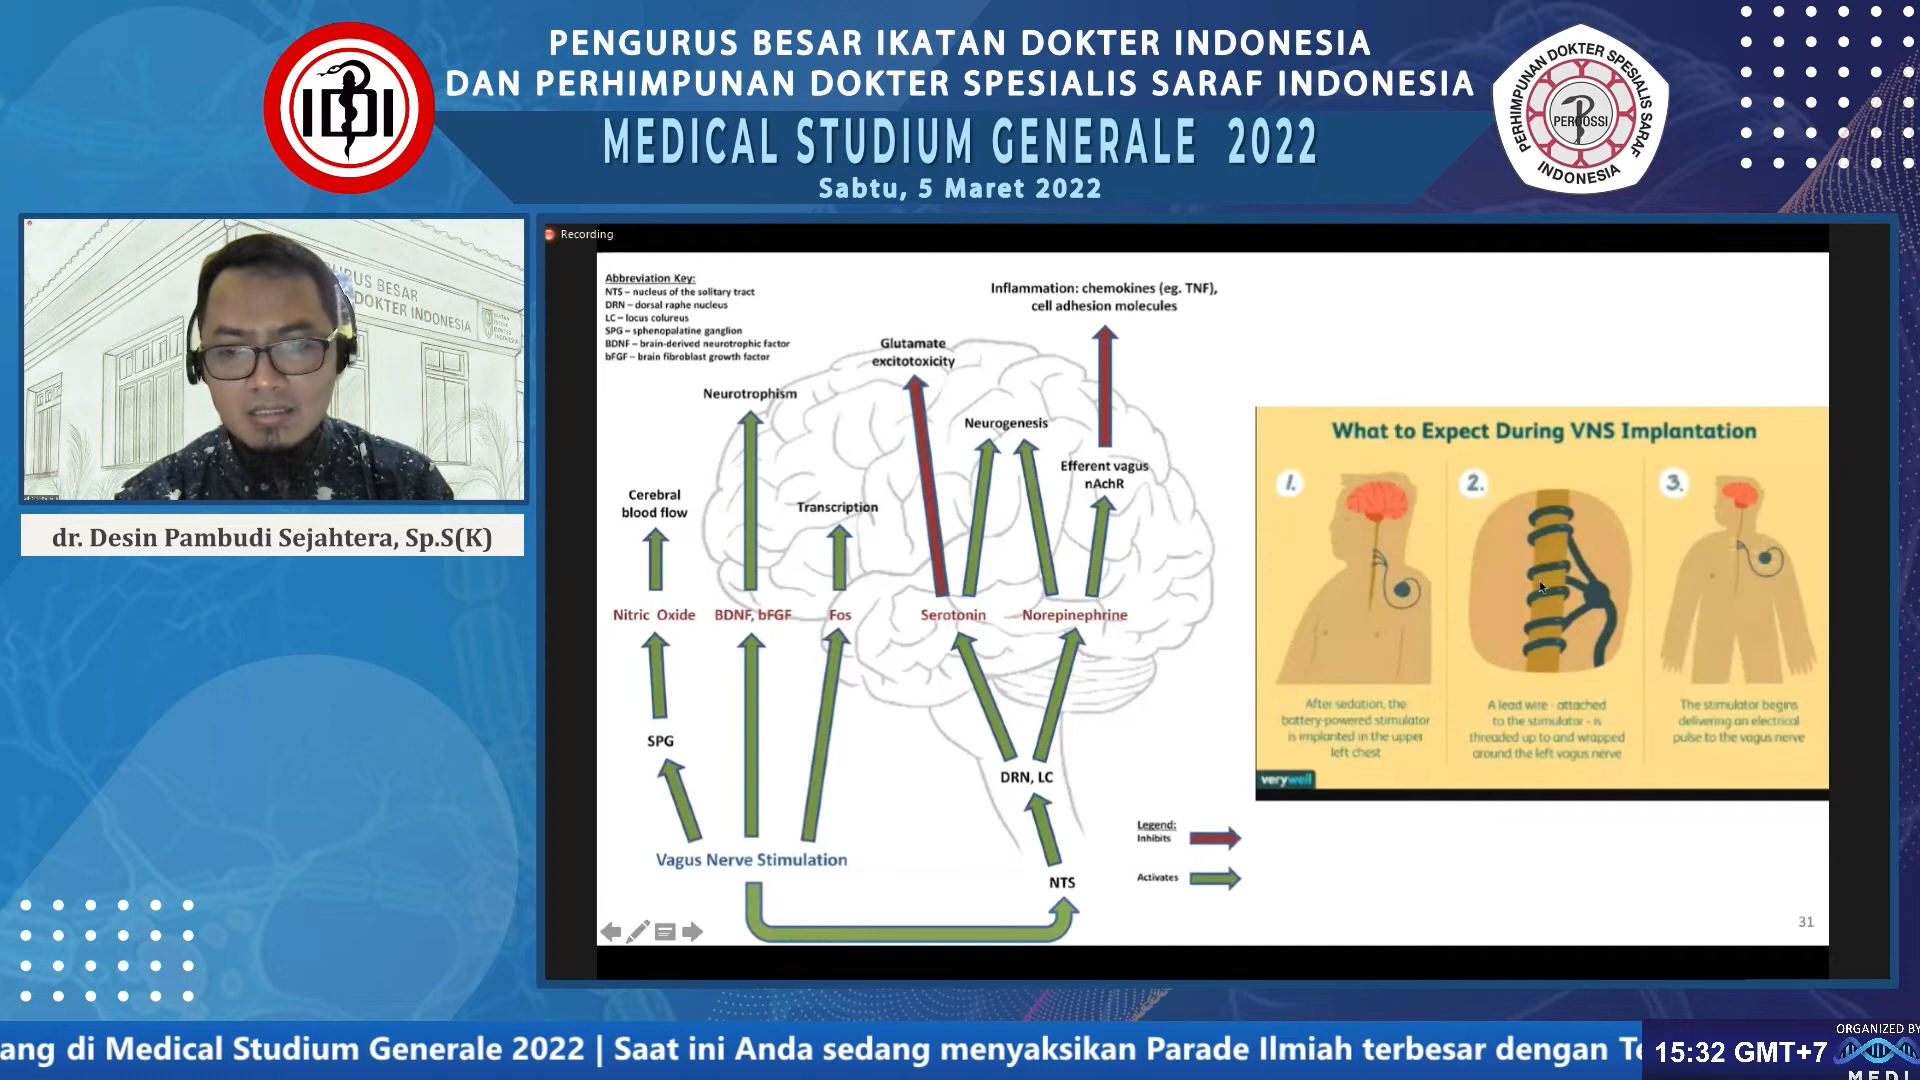 PENGURUS BESAR IKATAN DOKTER INDONESIA
DAN PERHIMPUNAN DOKTER SPESIALIS SARAF INDONESIA
MEDICAL STUDIUM GENERALE 2022
Sabtu, 5 Maret 2022
IDI
PERHIMPUNAN DOKTER SPESIALIS SARAF
INDONESIA
PERDOSSI
RUS BESAR
DOKTER INDONESIA
dr. Desin Pambudi Sejahtera, Sp.S(K)
Recording
Abbreviation Key:
NTS – nucleus of the solitary tract
DRN – dorsal raphe nucleus
LC – locus colureus
SPG – sphenopalatine ganglion
BDNF – brain-derived neurotrophic factor
bFGF – brain fibroblast growth factor
Inflammation: chemokines (eg. TNF),
cell adhesion molecules
Glutamate
excitotoxicity
Neurotrophism
Neurogenesis
Efferent vagus
nAchR
Cerebral
blood flow
Transcription
Nitric Oxide
BDNF, bFGF
Fos
Serotonin
Norepinephrine
SPG
DRN, LC
Vagus Nerve Stimulation
NTS
Legend:
Inhibits
Activates
What to Expect During VNS Implantation
1.
2.
3.
After sedation, the
battery-powered stimulator
is implanted in the upper
left chest
A lead wire - attached
to the stimulator - is
threaded up to and wrapped
around the left vagus nerve
The stimulator begins
delivering an electrical
pulse to the vagus nerve
verywell
31
ang di Medical Studium Generale 2022 | Saat ini Anda sedang menyaksikan Parade Ilmiah terbesar dengan Te
15:32 GMT+7
ORGANIZED BY
MEDI